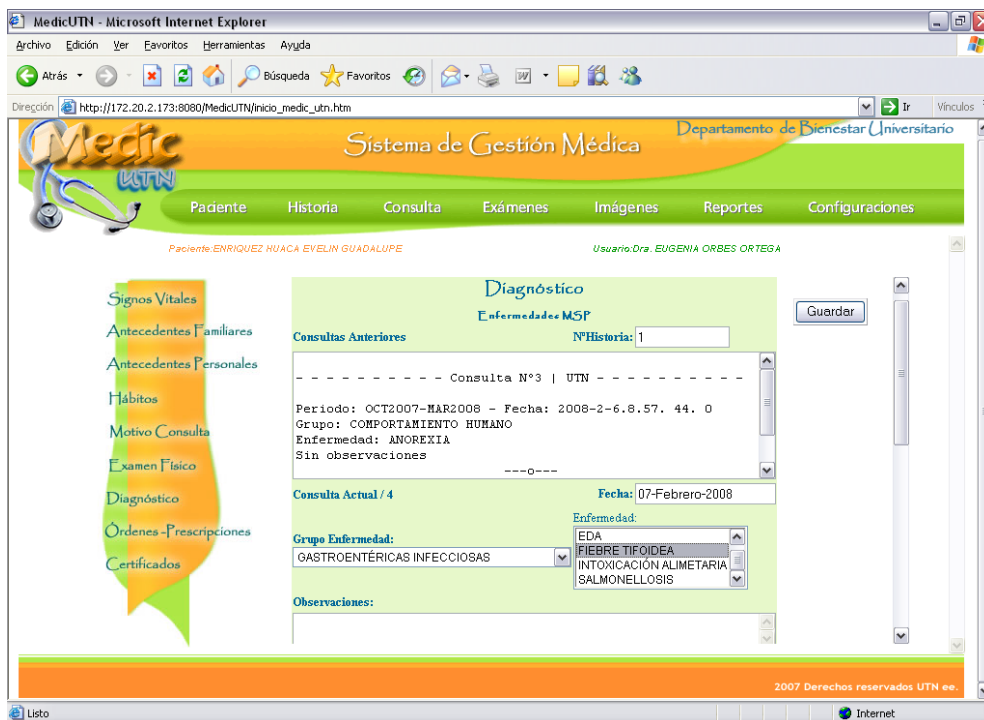 MedicUTN - Microsoft Internet Explorer
Archivo Edición Ver Favoritos Herramientas Ayuda
Atrás Búsqueda Favoritos
Dirección http://172.20.2.173:8080/MedicUTN/inicio_medic_utn.htm Ir Vínculos
Medic UTN
Sistema de Gestión Médica
Departamento de Bienestar Universitario
Paciente Historia Consulta Exámenes Imágenes Reportes Configuraciones
Paciente:ENRIQUEZ HUACA EVELIN GUADALUPE Usuario:Dra. EUGENIA ORBES ORTEGA
Signos Vitales
Antecedentes Familiares
Antecedentes Personales
Hábitos
Motivo Consulta
Examen Físico
Diagnóstico
Órdenes -Prescripciones
Certificados
Diagnóstico
Enfermedades MSP
Consultas Anteriores NºHistoria: 1
- - - - - - - - - - Consulta Nº3 | UTN - - - - - - - - - -
Periodo: OCT2007-MAR2008 - Fecha: 2008-2-6.8.57. 44. 0
Grupo: COMPORTAMIENTO HUMANO
Enfermedad: ANOREXIA
Sin observaciones
---o---
Consulta Actual / 4 Fecha: 07-Febrero-2008
Enfermedad:
Grupo Enfermedad:
GASTROENTÉRICAS INFECCIOSAS
EDA
FIEBRE TIFOIDEA
INTOXICACIÓN ALIMETARIA
SALMONELLOSIS
Observaciones:
Guardar
2007 Derechos reservados UTN ee.
Listo Internet